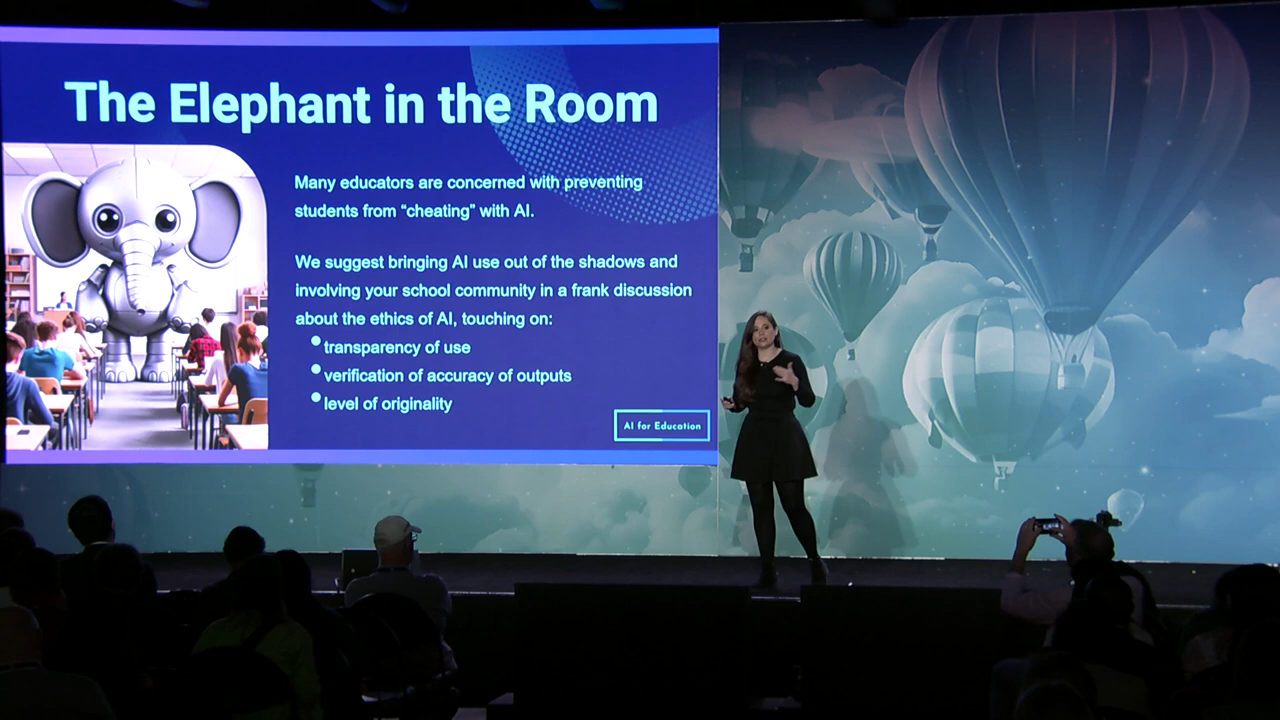 The Elephant in the Room
Many educators are concerned with preventing
students from “cheating” with AI.
We suggest bringing AI use out of the shadows and
involving your school community in a frank discussion
about the ethics of AI, touching on:
• transparency of use
• verification of accuracy of outputs
• level of originality
AI for Education